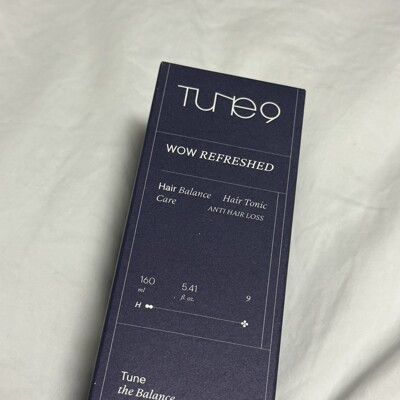 Tune9
WOW REFRESHED
Hair Balance Hair Tonic
Care ANTI HAIR LOSS
160 5.41 9
ml fl. oz.
H
Tune
the Balance